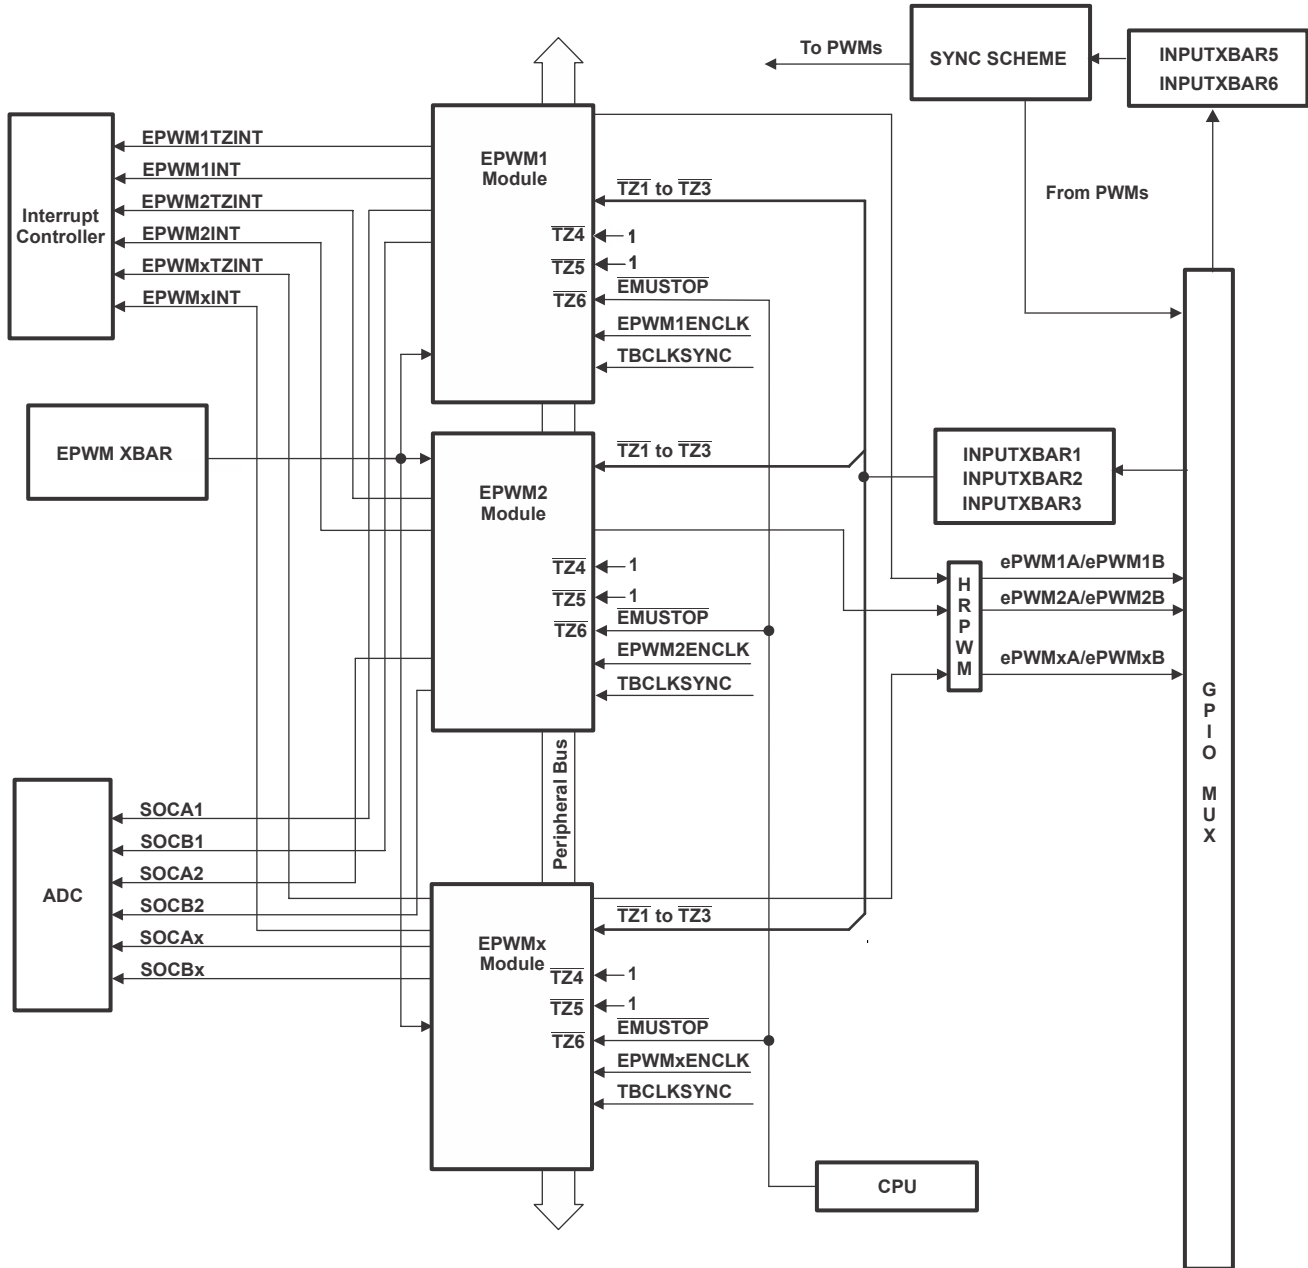 To PWMs
SYNC SCHEME
INPUTXBAR5
INPUTXBAR6
From PWMs
Interrupt
Controller
EPWM1TZINT
EPWM1INT
EPWM2TZINT
EPWM2INT
EPWMxTZINT
EPWMxINT
EPWM1
Module
TZ1 to TZ3
TZ4
1
TZ5
1
TZ6
EMUSTOP
EPWM1ENCLK
TBCLKSYNC
EPWM XBAR
EPWM2
Module
TZ1 to TZ3
TZ4
1
TZ5
1
TZ6
EMUSTOP
EPWM2ENCLK
TBCLKSYNC
INPUTXBAR1
INPUTXBAR2
INPUTXBAR3
HRPWM
ePWM1A/ePWM1B
ePWM2A/ePWM2B
ePWMxA/ePWMxB
GPIO MUX
Peripheral Bus
ADC
SOCA1
SOCB1
SOCA2
SOCB2
SOCAx
SOCBx
EPWMx
Module
TZ1 to TZ3
TZ4
1
TZ5
1
TZ6
EMUSTOP
EPWMxENCLK
TBCLKSYNC
CPU